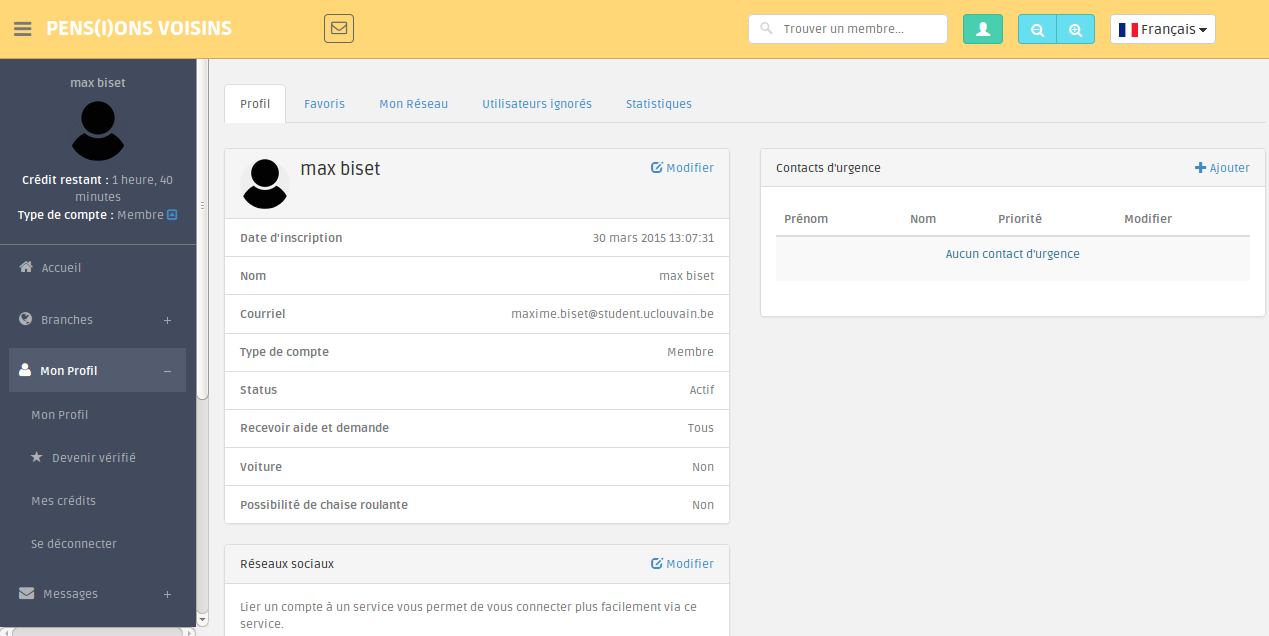 PENS(I)ONS VOISINS
Trouver un membre...
Français
max biset
Crédit restant : 1 heure, 40
minutes
Type de compte : Membre
Accueil
Branches +
Mon Profil –
Mon Profil
Devenir vérifié
Mes crédits
Se déconnecter
Messages +
Profil Favoris Mon Réseau Utilisateurs ignorés Statistiques
max biset Modifier
Date d'inscription 30 mars 2015 13:07:31
Nom max biset
Courriel maxime.biset@student.uclouvain.be
Type de compte Membre
Status Actif
Recevoir aide et demande Tous
Voiture Non
Possibilité de chaise roulante Non
Réseaux sociaux Modifier
Lier un compte à un service vous permet de vous connecter plus facilement via ce
service.
Contacts d'urgence Ajouter
Prénom Nom Priorité Modifier
Aucun contact d'urgence